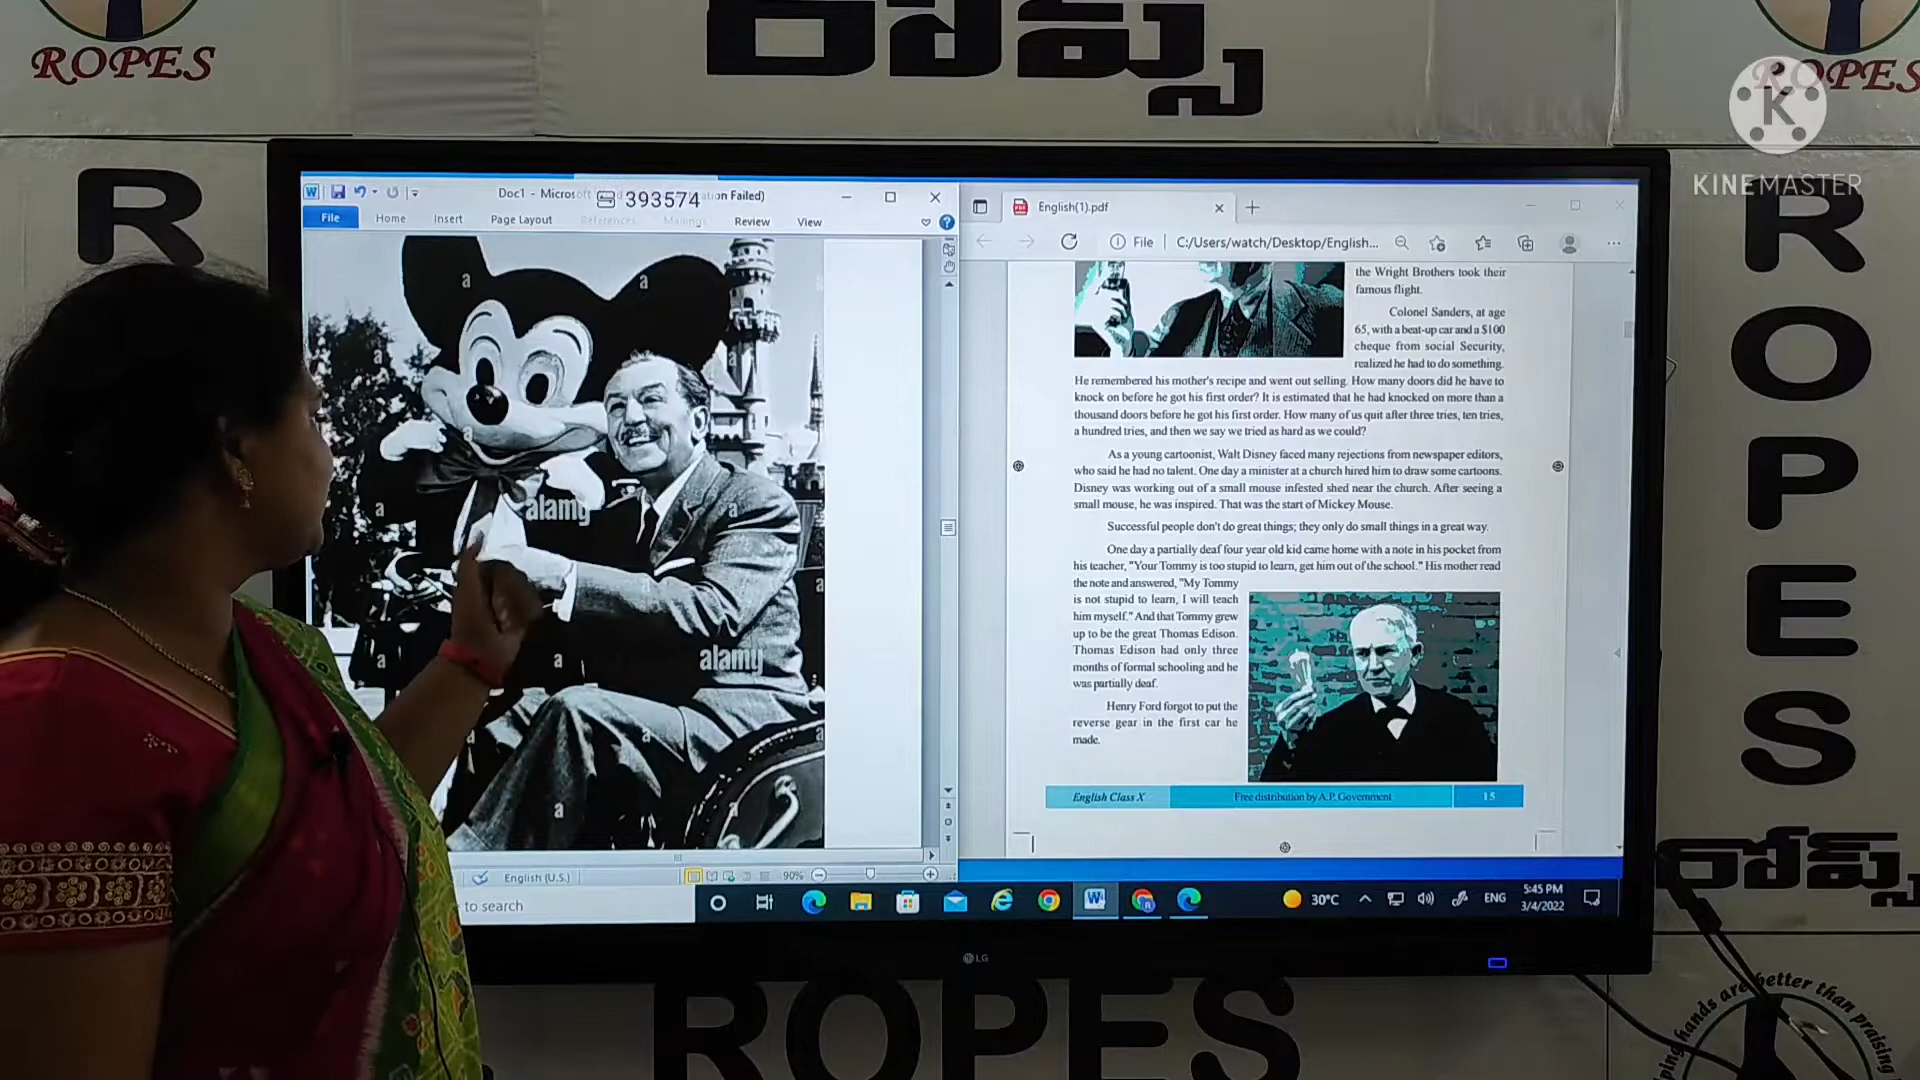 రోప్స్
ROPES
ROPES
K
KINEMASTER
R
ROPES
Doc1 - Microsoft
393574
ation Failed)
File Home Insert Page Layout References Mailings Review View
a a
a a
a
a alamy a
a
a a alamy
a a
a a
English (U.S.)
90%
English(1).pdf
File C:/Users/watch/Desktop/English...
the Wright Brothers took their
famous flight.
Colonel Sanders, at age
65, with a beat-up car and a $100
cheque from social Security,
realized he had to do something.
He remembered his mother's recipe and went out selling. How many doors did he have to
knock on before he got his first order? It is estimated that he had knocked on more than a
thousand doors before he got his first order. How many of us quit after three tries, ten tries,
a hundred tries, and then we say we tried as hard as we could?
As a young cartoonist, Walt Disney faced many rejections from newspaper editors,
who said he had no talent. One day a minister at a church hired him to draw some cartoons.
Disney was working out of a small mouse infested shed near the church. After seeing a
small mouse, he was inspired. That was the start of Mickey Mouse.
Successful people don't do great things; they only do small things in a great way.
One day a partially deaf four year old kid came home with a note in his pocket from
his teacher, "Your Tommy is too stupid to learn, get him out of the school." His mother read
the note and answered, "My Tommy
is not stupid to learn, I will teach
him myself." And that Tommy grew
up to be the great Thomas Edison.
Thomas Edison had only three
months of formal schooling and he
was partially deaf.
Henry Ford forgot to put the
reverse gear in the first car he
made.
English Class X Free distribution by A.P. Government 15
to search
30°C ENG 5:45 PM
3/4/2022
LG
రోప్స్
ROPES
ping hands are better than praising